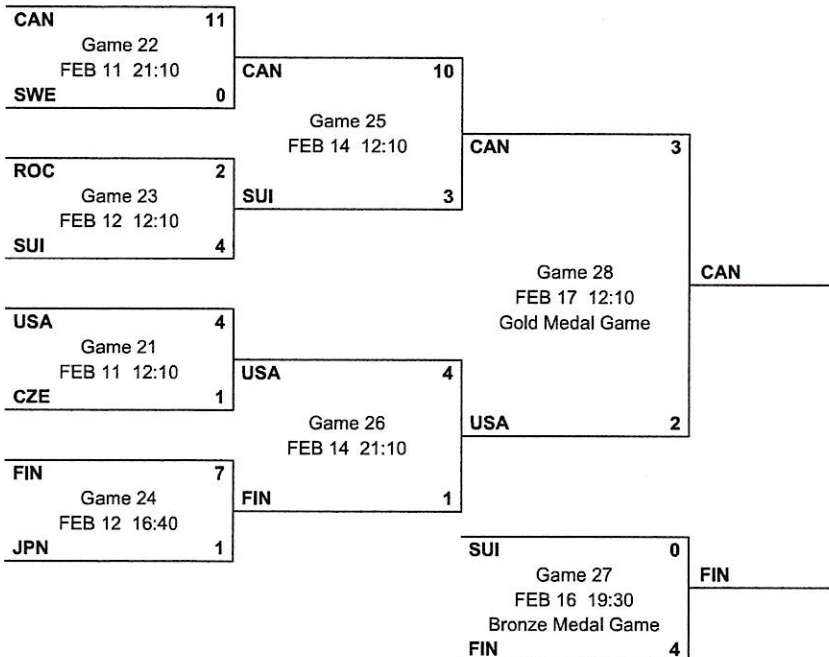 CAN 11
Game 22
FEB 11 21:10
SWE 0
ROC 2
Game 23
FEB 12 12:10
SUI 4
USA 4
Game 21
FEB 11 12:10
CZE 1
FIN 7
Game 24
FEB 12 16:40
JPN 1
CAN 10
Game 25
FEB 14 12:10
SUI 3
USA 4
Game 26
FEB 14 21:10
FIN 1
CAN 3
Game 28
FEB 17 12:10
Gold Medal Game
USA 2
CAN
SUI 0
Game 27
FEB 16 19:30
Bronze Medal Game
FIN 4
FIN